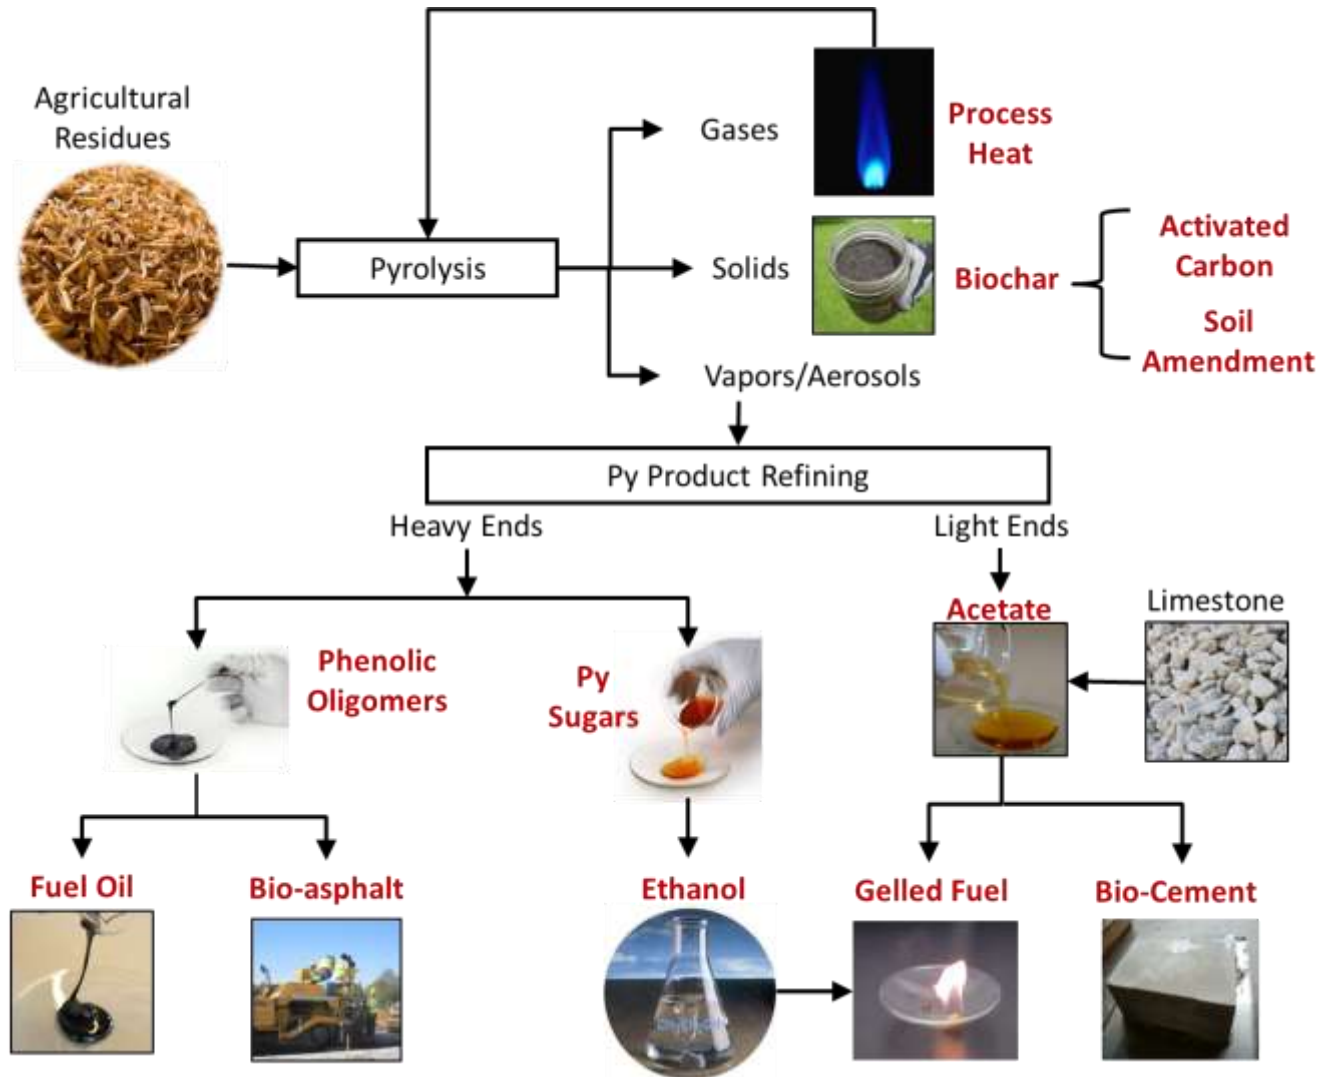 Agricultural
Residues
Gases
Process
Heat
Pyrolysis
Solids
Biochar
Activated
Carbon
Soil
Amendment
Vapors/Aerosols
Py Product Refining
Heavy Ends
Light Ends
Phenolic
Oligomers
Py
Sugars
Acetate
Limestone
Fuel Oil
Bio-asphalt
Ethanol
Gelled Fuel
Bio-Cement